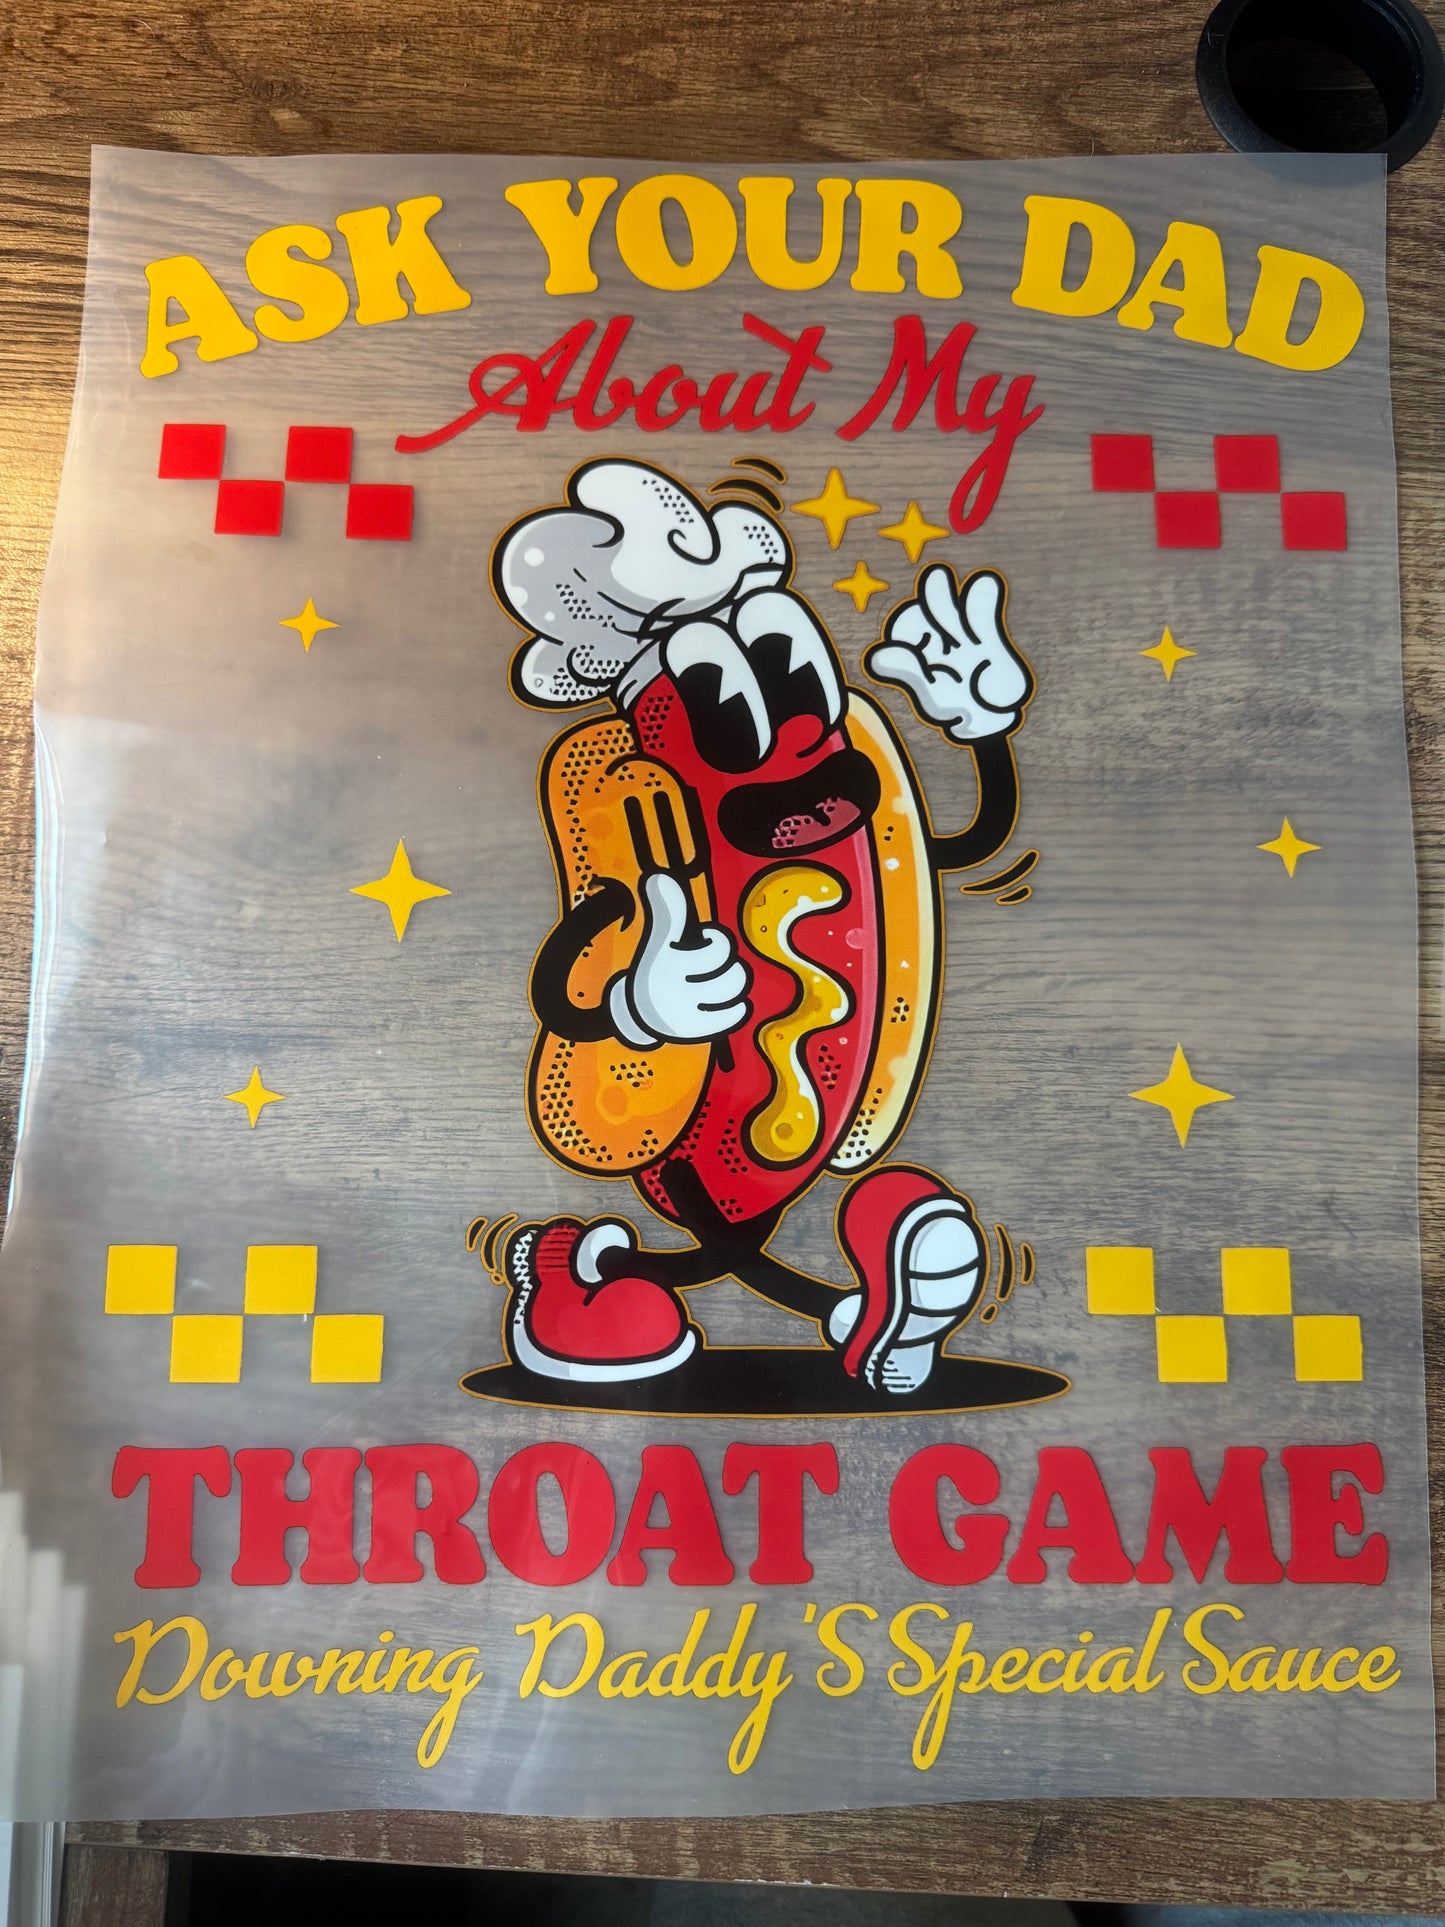 ASK YOUR DAD
About My
THROAT GAME
Downing Daddy'S Special Sauce